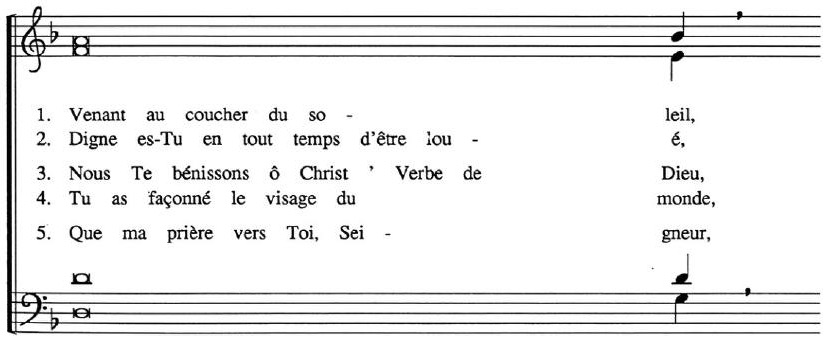 1. Venant au coucher du so - leil,
2. Digne es-Tu en tout temps d'être lou - é,
3. Nous Te bénissons ô Christ ' Verbe de Dieu,
4. Tu as façonné le visage du monde,
5. Que ma prière vers Toi, Sei - gneur,